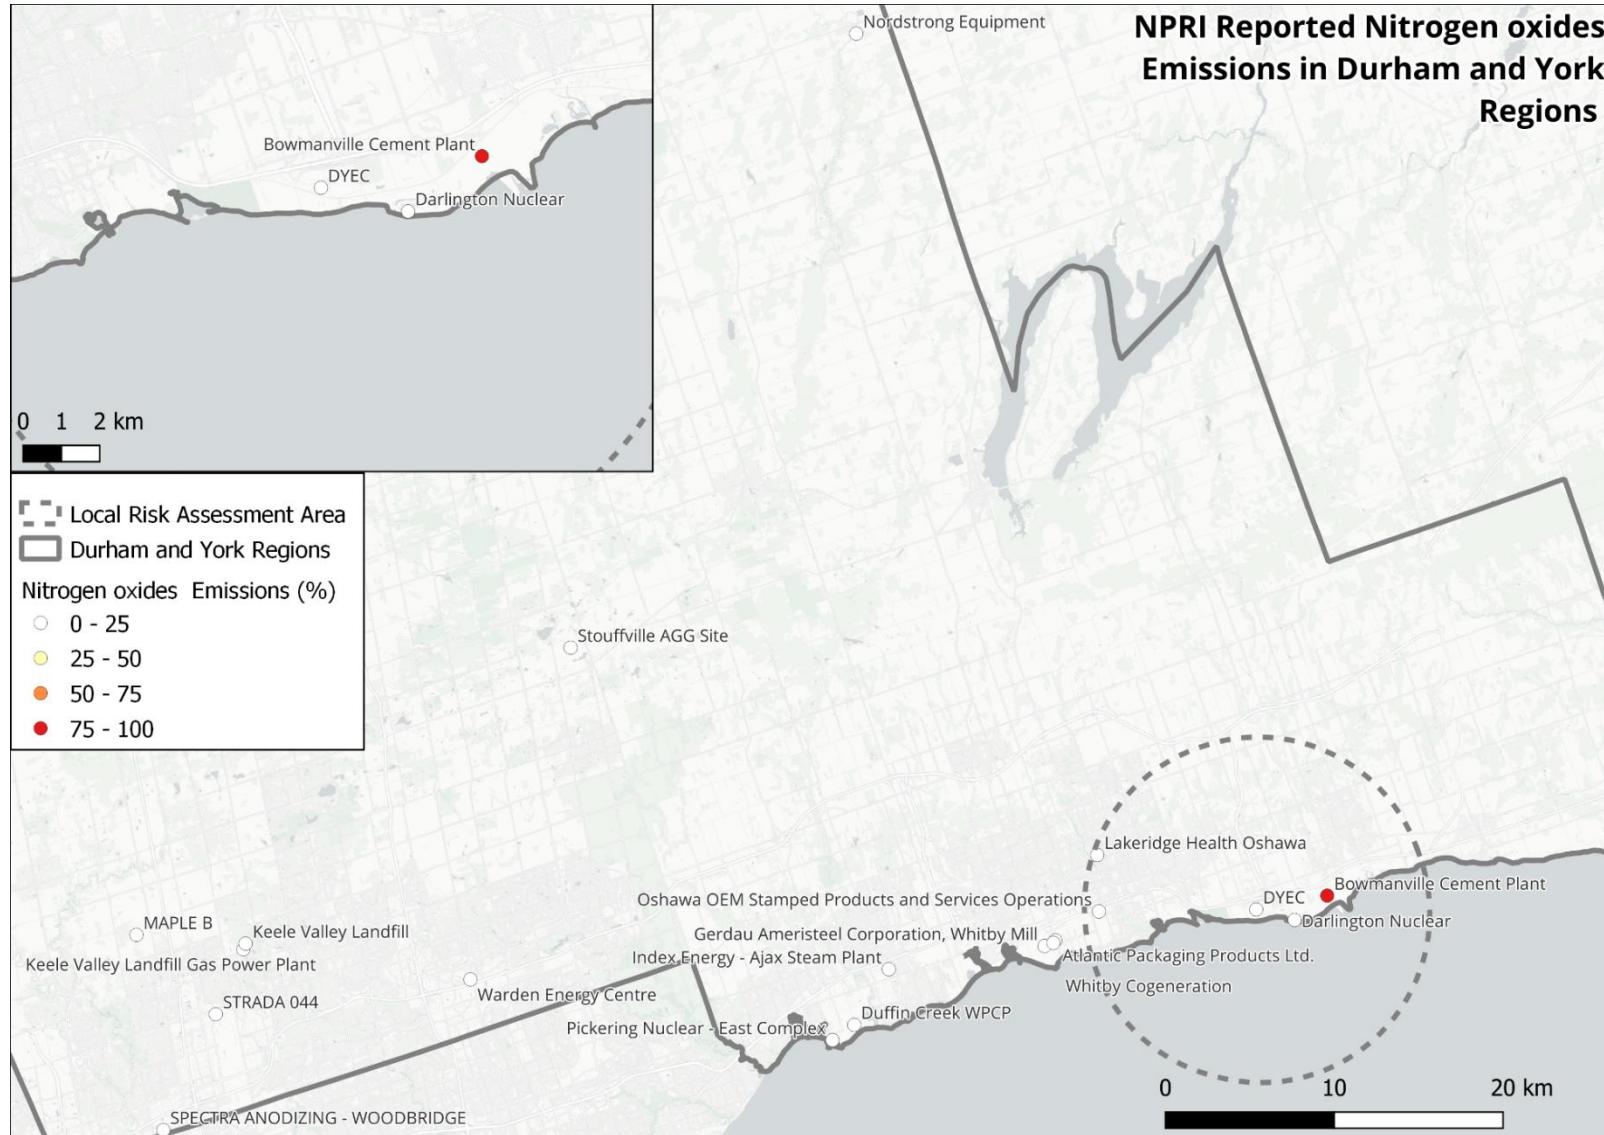 NPRI Reported Nitrogen oxides
Emissions in Durham and York
Regions
Nordstrong Equipment
Bowmanville Cement Plant
DYEC
Darlington Nuclear
0 1 2 km
Local Risk Assessment Area
Durham and York Regions
Nitrogen oxides Emissions (%)
0 - 25
25 - 50
50 - 75
75 - 100
Stouffville AGG Site
Lakeridge Health Oshawa
Bowmanville Cement Plant
DYEC
Darlington Nuclear
Oshawa OEM Stamped Products and Services Operations
MAPLE B
Keele Valley Landfill
Gerdau Ameristeel Corporation, Whitby Mill
Index Energy - Ajax Steam Plant
Atlantic Packaging Products Ltd.
Keele Valley Landfill Gas Power Plant
Whitby Cogeneration
STRADA 044
Warden Energy Centre
Duffin Creek WPCP
Pickering Nuclear - East Complex
0 10 20 km
SPECTRA ANODIZING - WOODBRIDGE